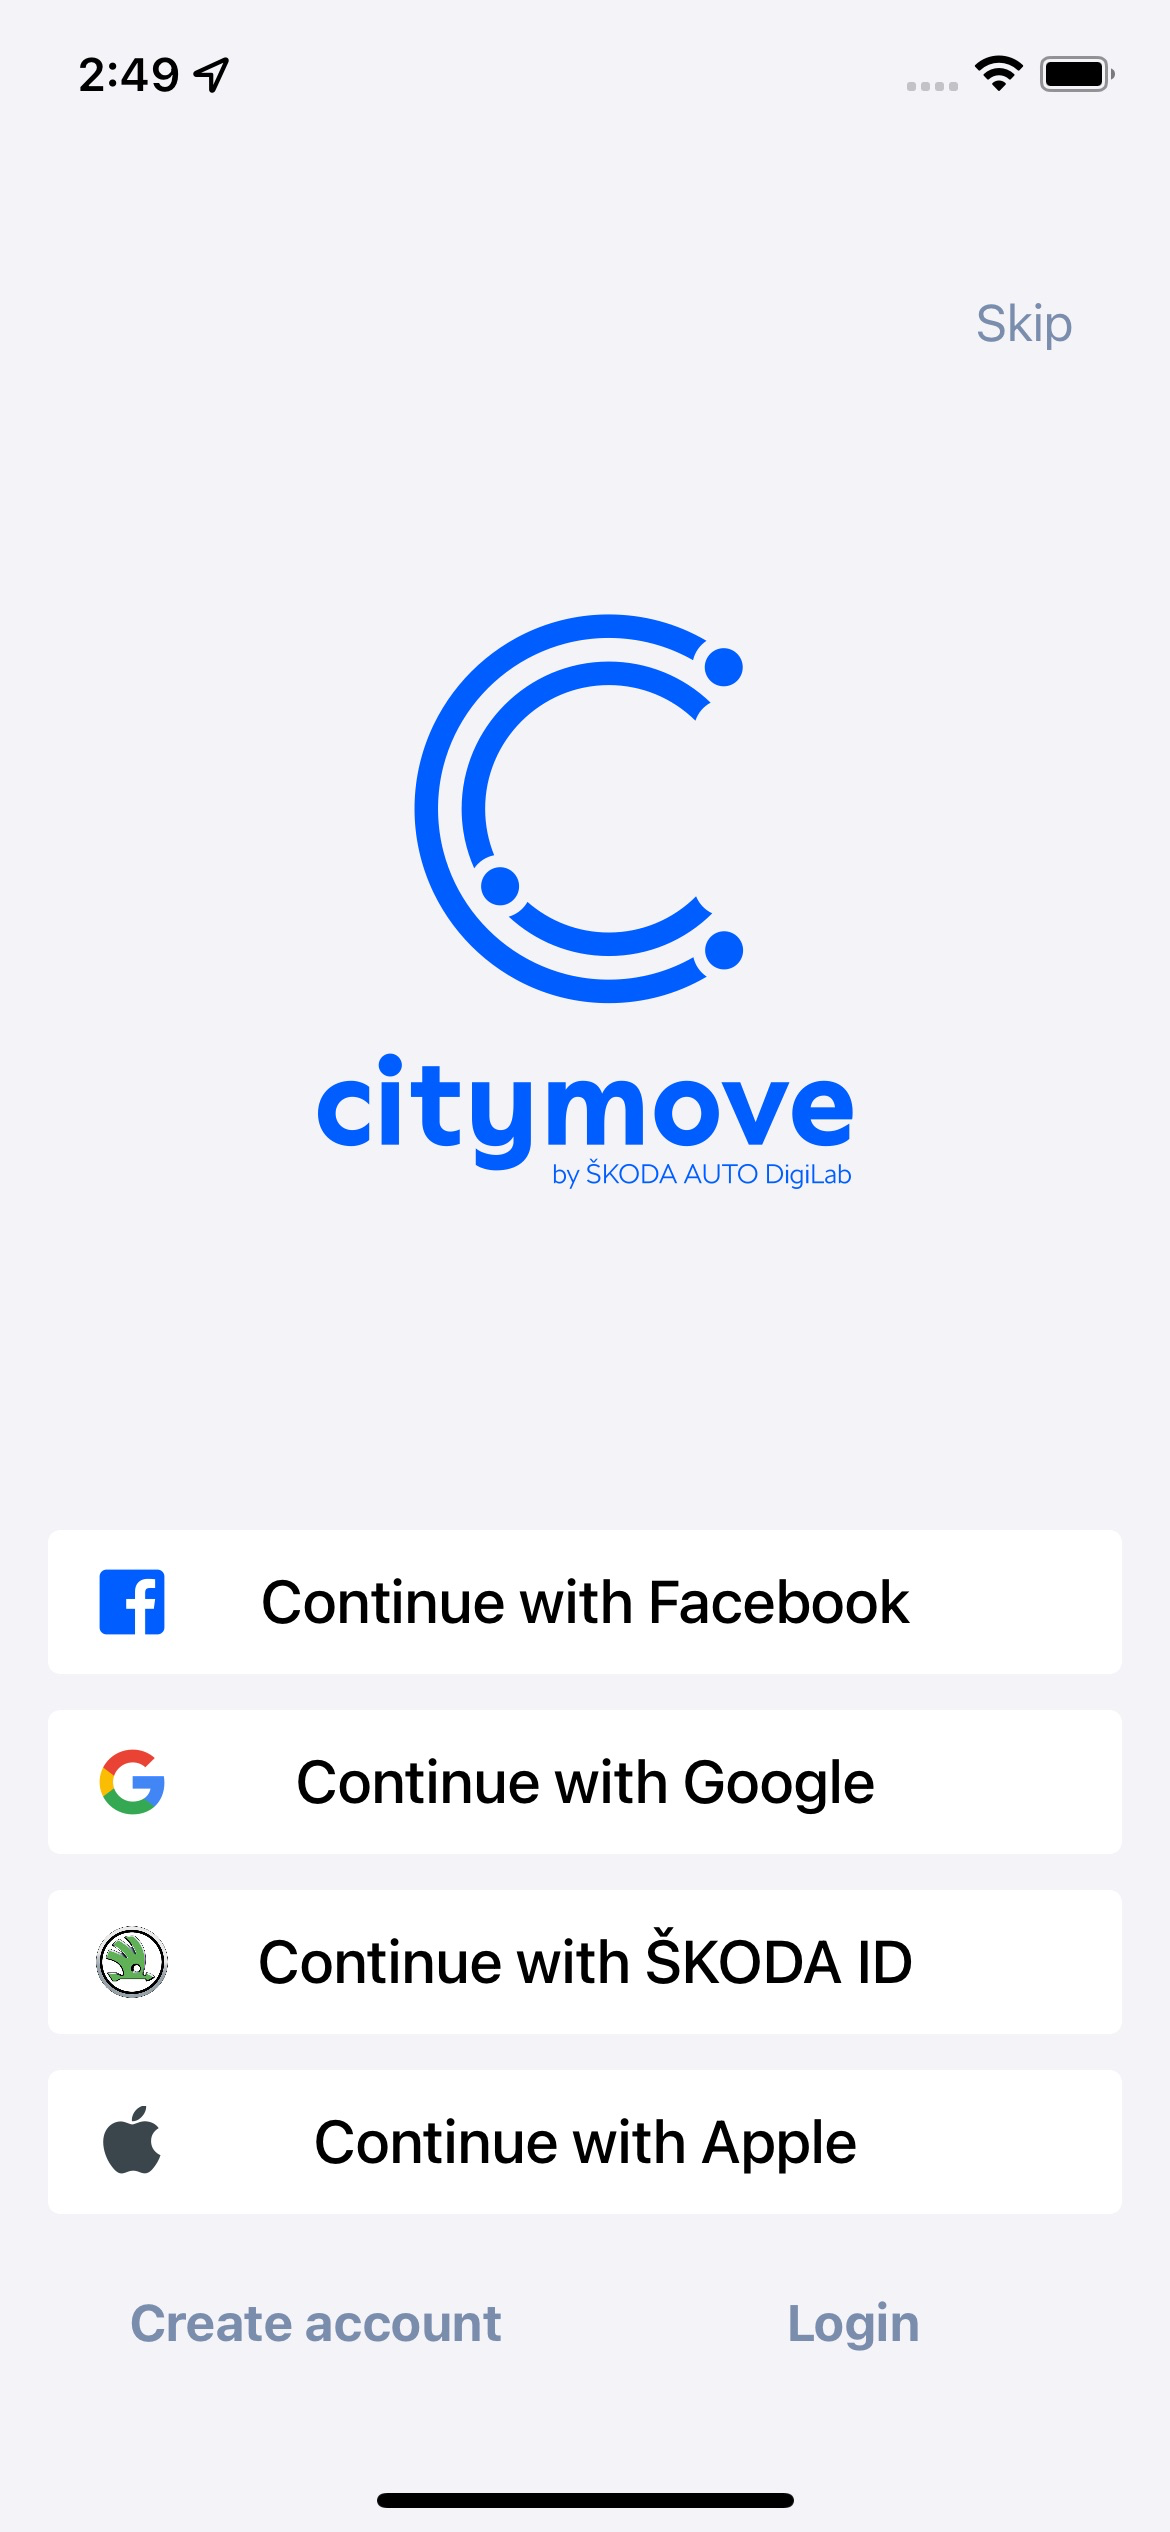 2:49
Skip
citymove
by ŠKODA AUTO DigiLab
Continue with Facebook
Continue with Google
Continue with ŠKODA ID
Continue with Apple
Create account
Login